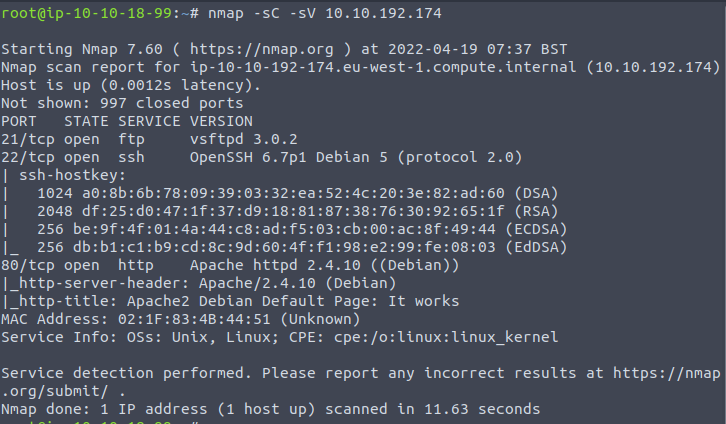 root@ip-10-10-18-99:~# nmap -sC -sV 10.10.192.174

Starting Nmap 7.60 ( https://nmap.org ) at 2022-04-19 07:37 BST
Nmap scan report for ip-10-10-192-174.eu-west-1.compute.internal (10.10.192.174)
Host is up (0.0012s latency).
Not shown: 997 closed ports
PORT   STATE SERVICE VERSION
21/tcp open  ftp     vsftpd 3.0.2
22/tcp open  ssh     OpenSSH 6.7p1 Debian 5 (protocol 2.0)
| ssh-hostkey:
|   1024 a0:8b:6b:78:09:39:03:32:ea:52:4c:20:3e:82:ad:60 (DSA)
|   2048 df:25:d0:47:1f:37:d9:18:81:87:38:76:30:92:65:1f (RSA)
|   256 be:9f:4f:01:4a:44:c8:ad:f5:03:cb:00:ac:8f:49:44 (ECDSA)
|_  256 db:b1:c1:b9:cd:8c:9d:60:4f:f1:98:e2:99:fe:08:03 (EdDSA)
80/tcp open  http    Apache httpd 2.4.10 ((Debian))
|_http-server-header: Apache/2.4.10 (Debian)
|_http-title: Apache2 Debian Default Page: It works
MAC Address: 02:1F:83:4B:44:51 (Unknown)
Service Info: OSs: Unix, Linux; CPE: cpe:/o:linux:linux_kernel

Service detection performed. Please report any incorrect results at https://nmap
.org/submit/ .
Nmap done: 1 IP address (1 host up) scanned in 11.63 seconds
root@ip-10-10-18-99:~#